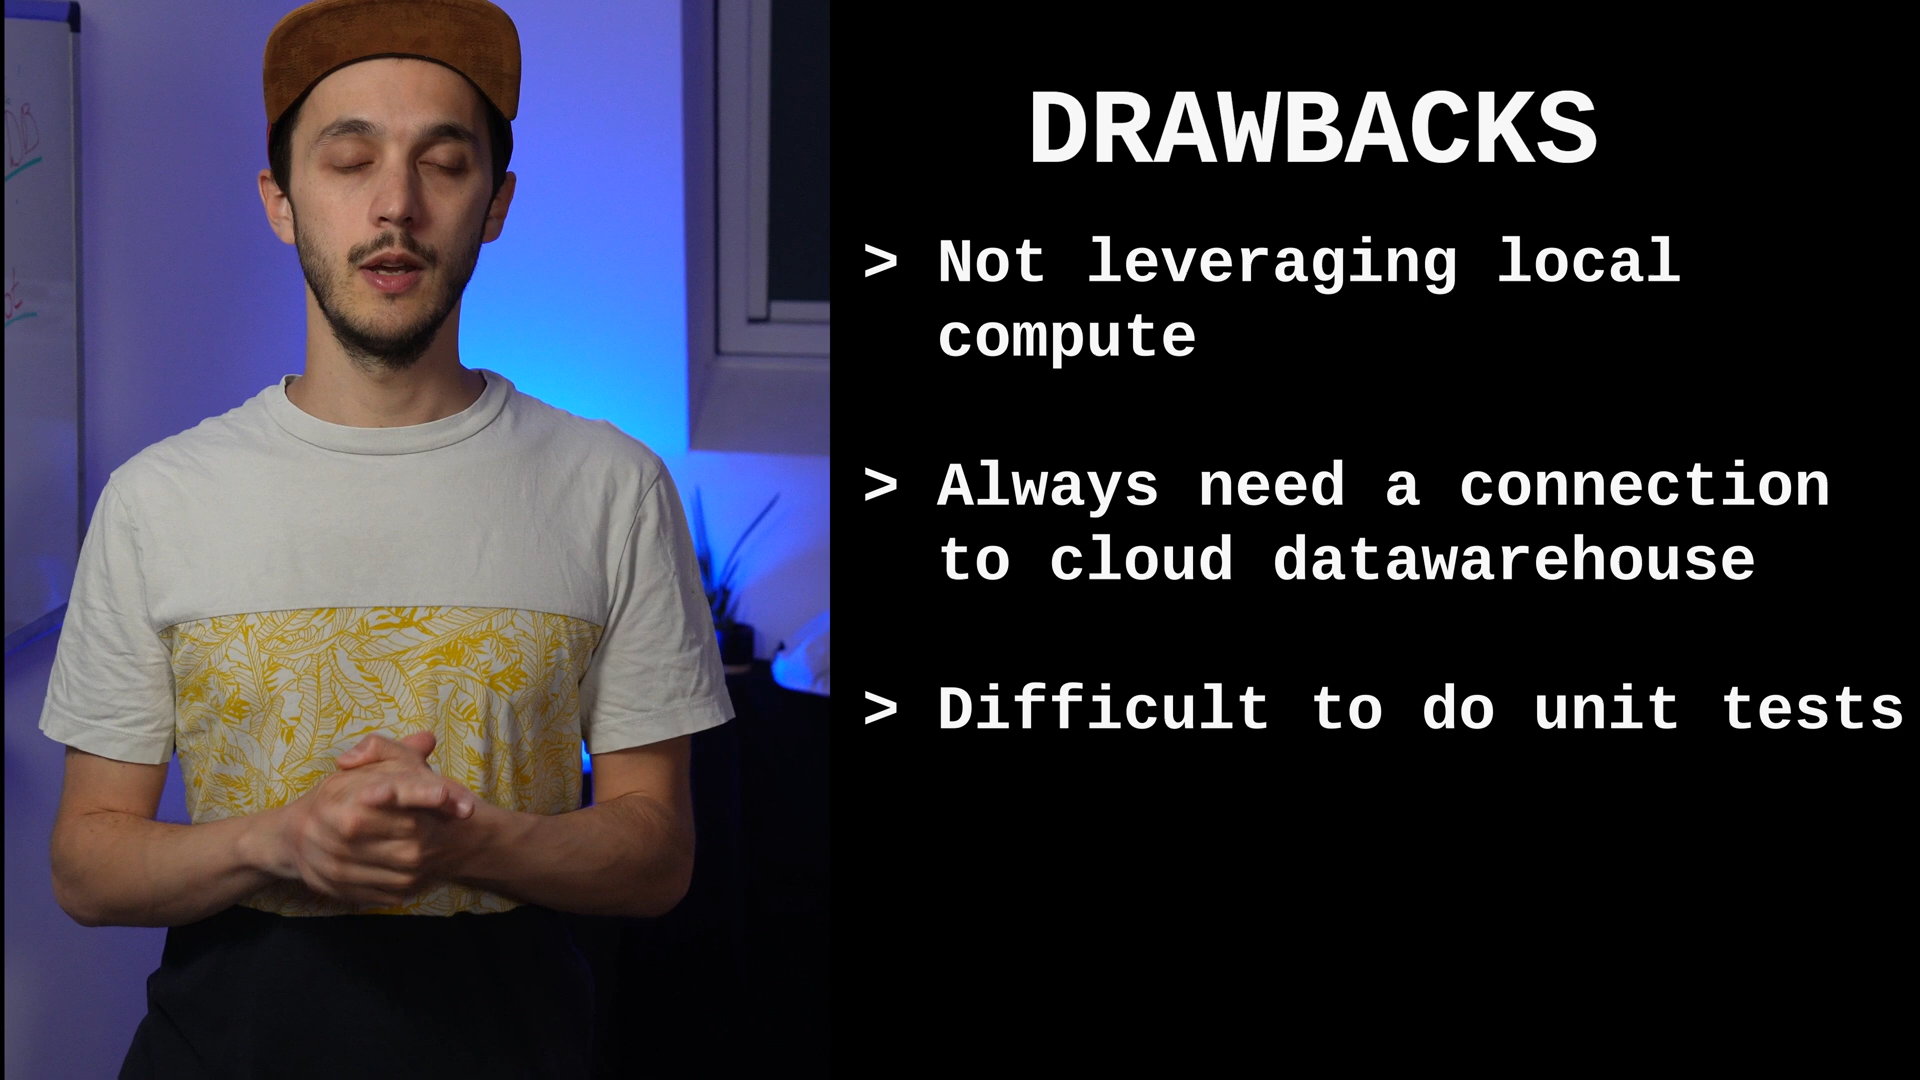 DRAWBACKS
> Not leveraging local
compute
> Always need a connection
to cloud datawarehouse
> Difficult to do unit tests